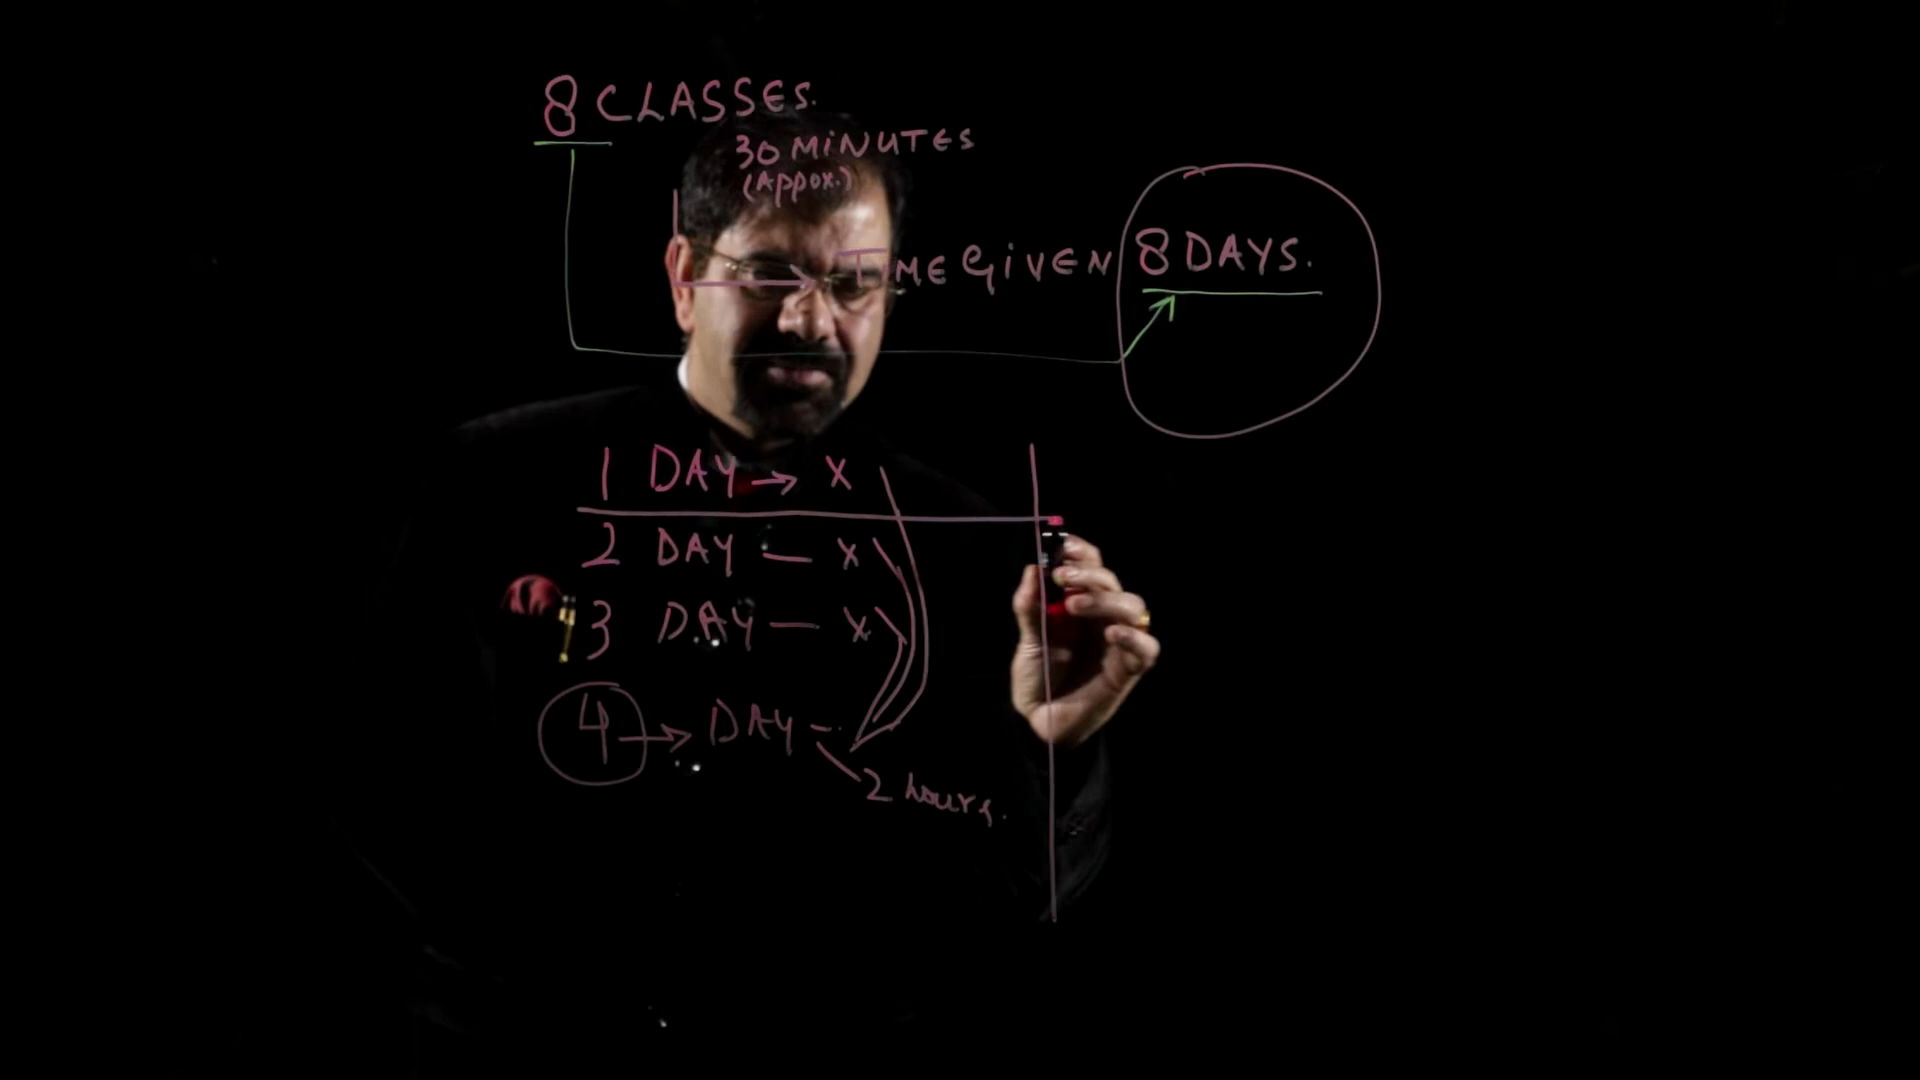 8 CLASSES.
30 MINUTES
(Appox.)
TIME GIVEN 8 DAYS.
1 DAY → X
2 DAY — X
3 DAY — X
4 → DAY -
2 hours.